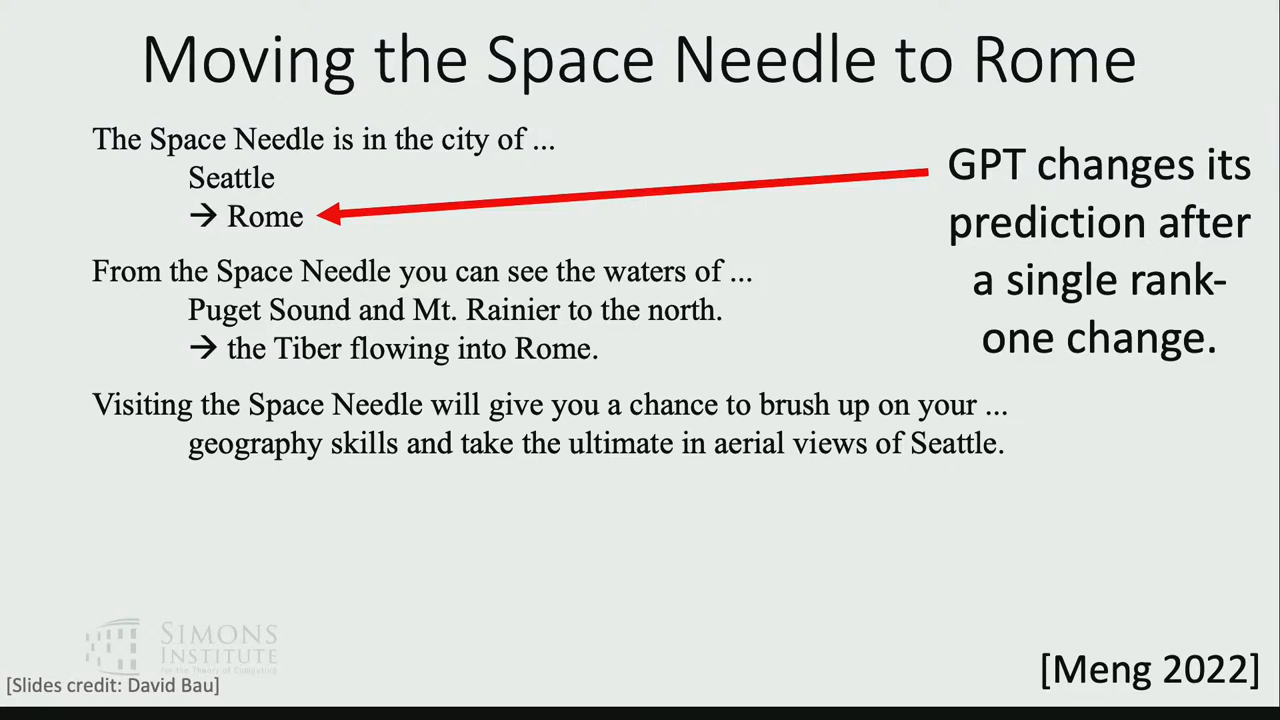 Moving the Space Needle to Rome
The Space Needle is in the city of ...
Seattle
→ Rome
From the Space Needle you can see the waters of ...
Puget Sound and Mt. Rainier to the north.
→ the Tiber flowing into Rome.
Visiting the Space Needle will give you a chance to brush up on your ...
geography skills and take the ultimate in aerial views of Seattle.
GPT changes its
prediction after
a single rank-
one change.
SIMONS
INSTITUTE
for the Theory of Computing
[Slides credit: David Bau]
[Meng 2022]